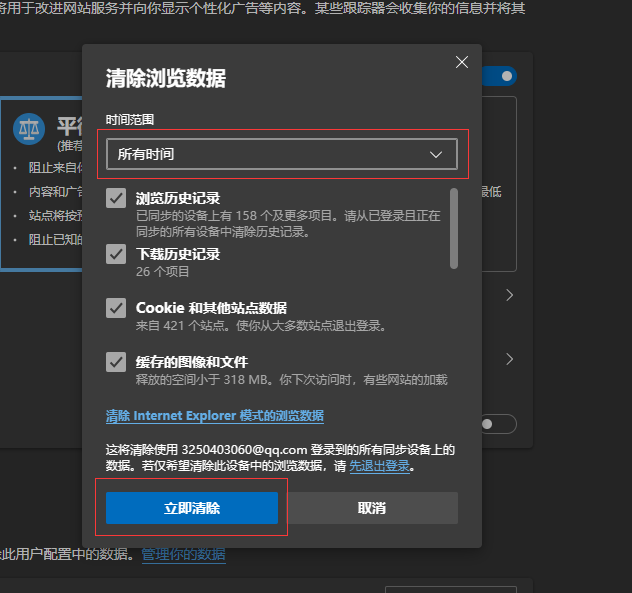 将用于改进网站服务并向你显示个性化广告等内容。某些跟踪器会收集你的信息并将其
清除浏览数据
时间范围
所有时间
平衡
(推荐
• 阻止来自你
• 内容和广告
• 站点将按预
• 阻止已知的
最低
浏览历史记录
已同步的设备上有 158 个及更多项目。请从已登录且正在
同步的所有设备中清除历史记录。
下载历史记录
26 个项目
Cookie 和其他站点数据
来自 421 个站点。使你从大多数站点退出登录。
缓存的图像和文件
释放的空间小于 318 MB。你下次访问时，有些网站的加载
清除 Internet Explorer 模式的浏览数据
这将清除使用 3250403060@qq.com 登录到的所有同步设备上的
数据。若仅希望清除此设备中的浏览数据，请 先退出登录。
立即清除
取消
此用户配置中的数据。管理你的数据